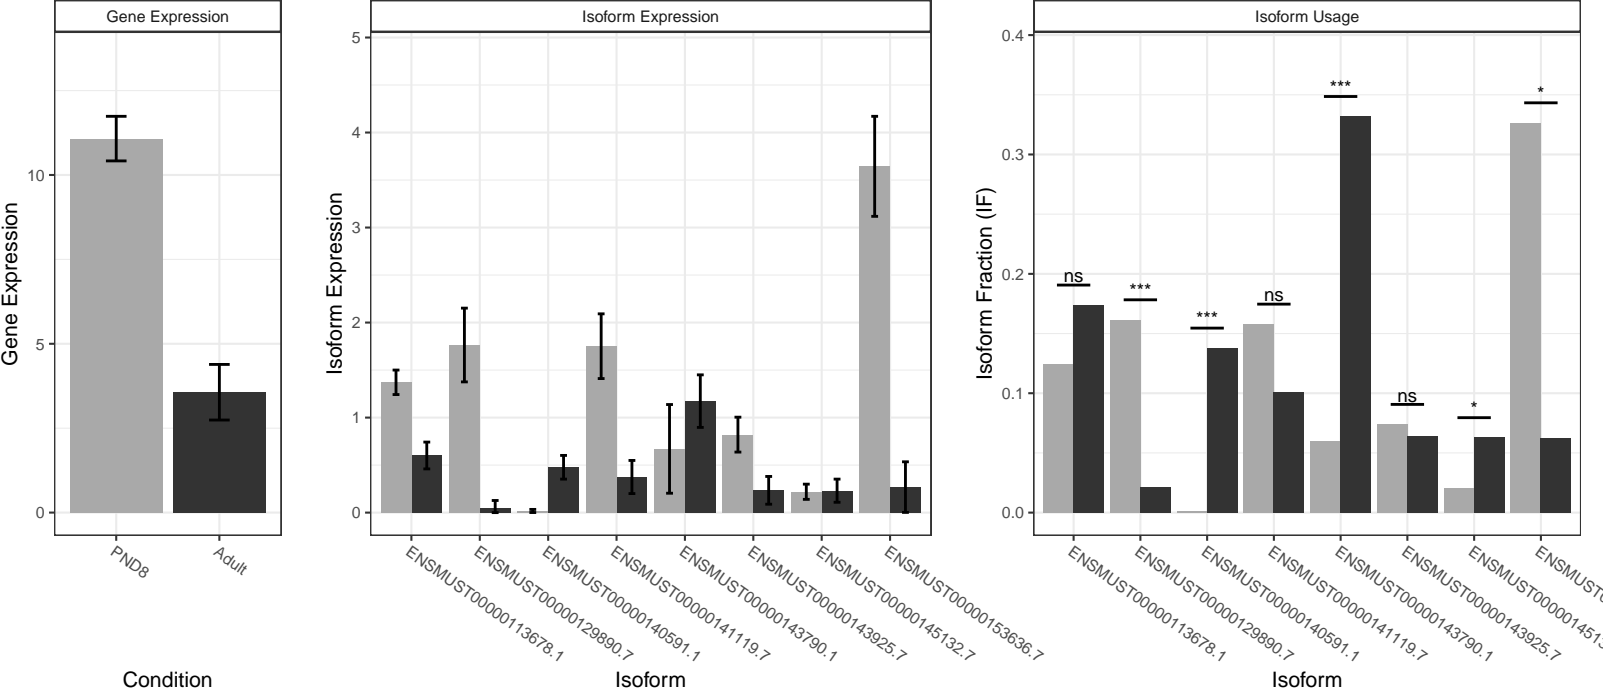 Gene Expression
Isoform Expression
Isoform Usage
Gene Expression
10
5
0
PND8
Adult
Condition
Isoform Expression
5
4
3
2
1
0
ENSMUST00000113678.1
ENSMUST00000129890.7
ENSMUST00000140591.1
ENSMUST00000141119.7
ENSMUST00000143790.1
ENSMUST00000143925.7
ENSMUST00000145132.7
ENSMUST00000153636.7
Isoform
Isoform Fraction (IF)
0.4
0.3
0.2
0.1
0.0
ns
***
***
ns
***
ns
*
*
ENSMUST00000113678.1
ENSMUST00000129890.7
ENSMUST00000140591.1
ENSMUST00000141119.7
ENSMUST00000143790.1
ENSMUST00000143925.7
Isoform